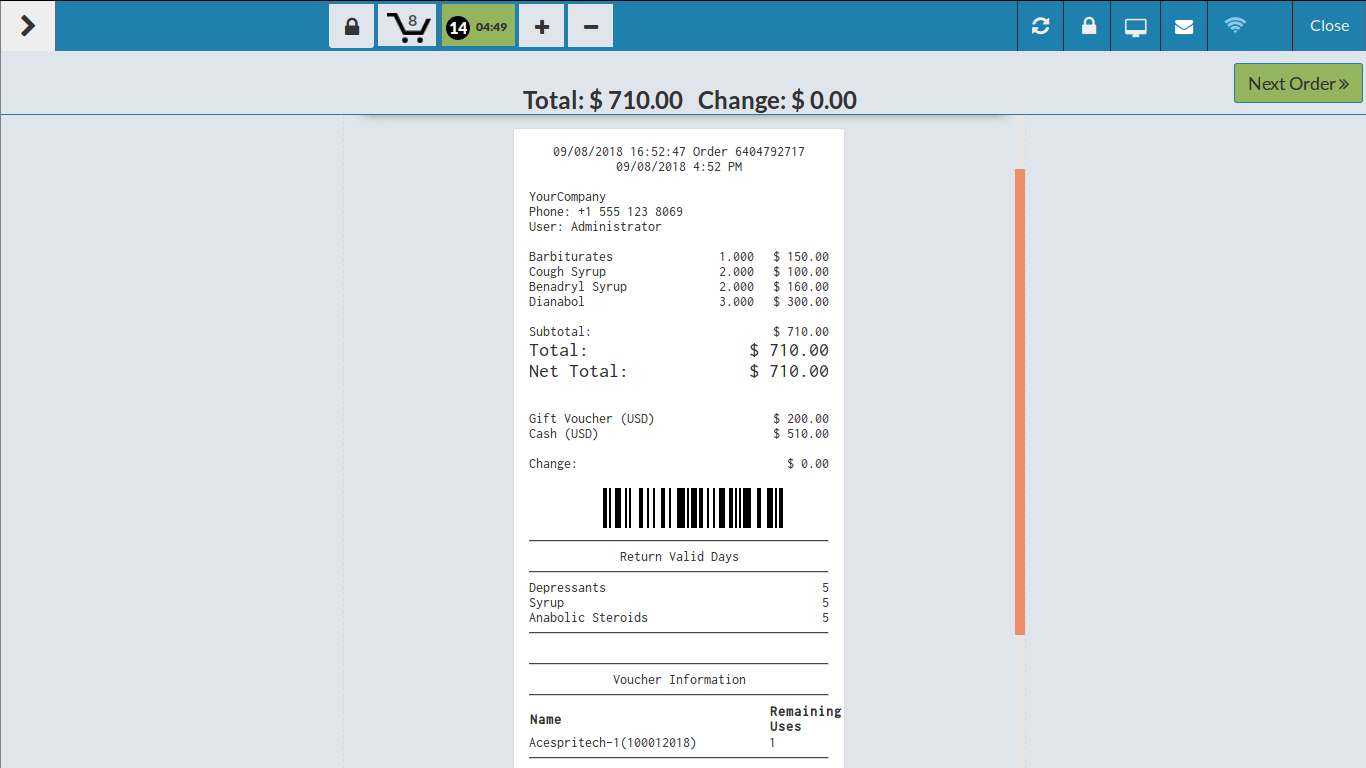 8
14 04:49
Close
Total: $ 710.00 Change: $ 0.00
Next Order
09/08/2018 16:52:47 Order 6404792717
09/08/2018 4:52 PM
YourCompany
Phone: +1 555 123 8069
User: Administrator
Barbiturates 1.000 $ 150.00
Cough Syrup 2.000 $ 100.00
Benadryl Syrup 2.000 $ 160.00
Dianabol 3.000 $ 300.00
Subtotal: $ 710.00
Total: $ 710.00
Net Total: $ 710.00
Gift Voucher (USD) $ 200.00
Cash (USD) $ 510.00
Change: $ 0.00
Return Valid Days
Depressants 5
Syrup 5
Anabolic Steroids 5
Voucher Information
Name Remaining
Uses
Acespritech-1(100012018) 1